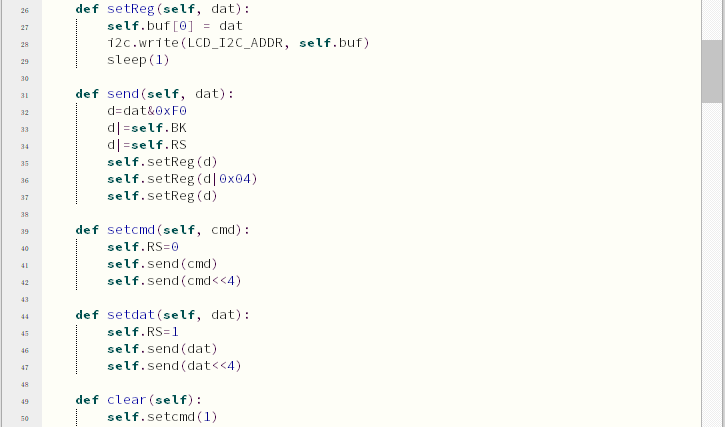 26 def setReg(self, dat):
27 self.buf[0] = dat
28 i2c.write(LCD_I2C_ADDR, self.buf)
29 sleep(1)
30
31 def send(self, dat):
32 d=dat&0xF0
33 d|=self.BK
34 d|=self.RS
35 self.setReg(d)
36 self.setReg(d|0x04)
37 self.setReg(d)
38
39 def setcmd(self, cmd):
40 self.RS=0
41 self.send(cmd)
42 self.send(cmd<<4)
43
44 def setdat(self, dat):
45 self.RS=1
46 self.send(dat)
47 self.send(dat<<4)
48
49 def clear(self):
50 self.setcmd(1)